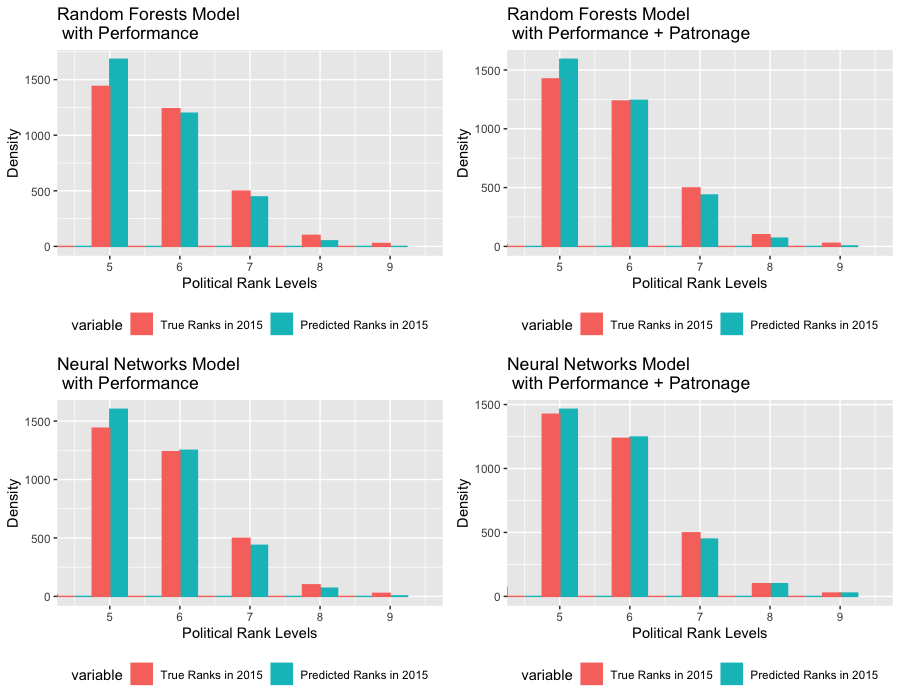 Random Forests Model
with Performance
1500
1000
500
0
Density
5 6 7 8 9
Political Rank Levels
variable True Ranks in 2015 Predicted Ranks in 2015
Random Forests Model
with Performance + Patronage
1500
1000
500
0
Density
5 6 7 8 9
Political Rank Levels
variable True Ranks in 2015 Predicted Ranks in 2015
Neural Networks Model
with Performance
1500
1000
500
0
Density
5 6 7 8 9
Political Rank Levels
variable True Ranks in 2015 Predicted Ranks in 2015
Neural Networks Model
with Performance + Patronage
1500
1000
500
0
Density
5 6 7 8 9
Political Rank Levels
variable True Ranks in 2015 Predicted Ranks in 2015